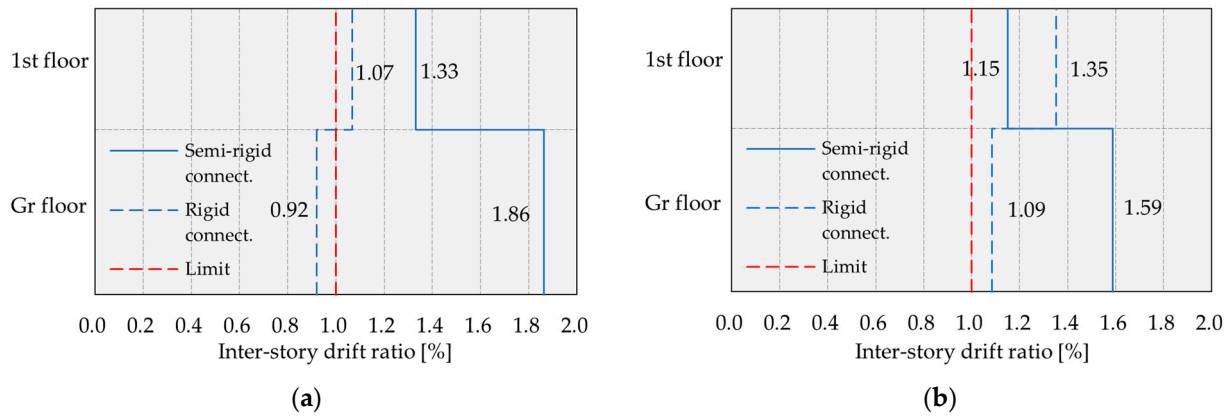 1st floor
1.07
1.33
Semi-rigid
connect.
Gr floor
0.92
Rigid
1.86
connect.
Limit
0.0 0.2 0.4 0.6 0.8 1.0 1.2 1.4 1.6 1.8 2.0
Inter-story drift ratio [%]
(a)
1st floor
1.15
1.35
Semi-rigid
connect.
Gr floor
Rigid
1.09
1.59
connect.
Limit
0.0 0.2 0.4 0.6 0.8 1.0 1.2 1.4 1.6 1.8 2.0
Inter-story drift ratio [%]
(b)